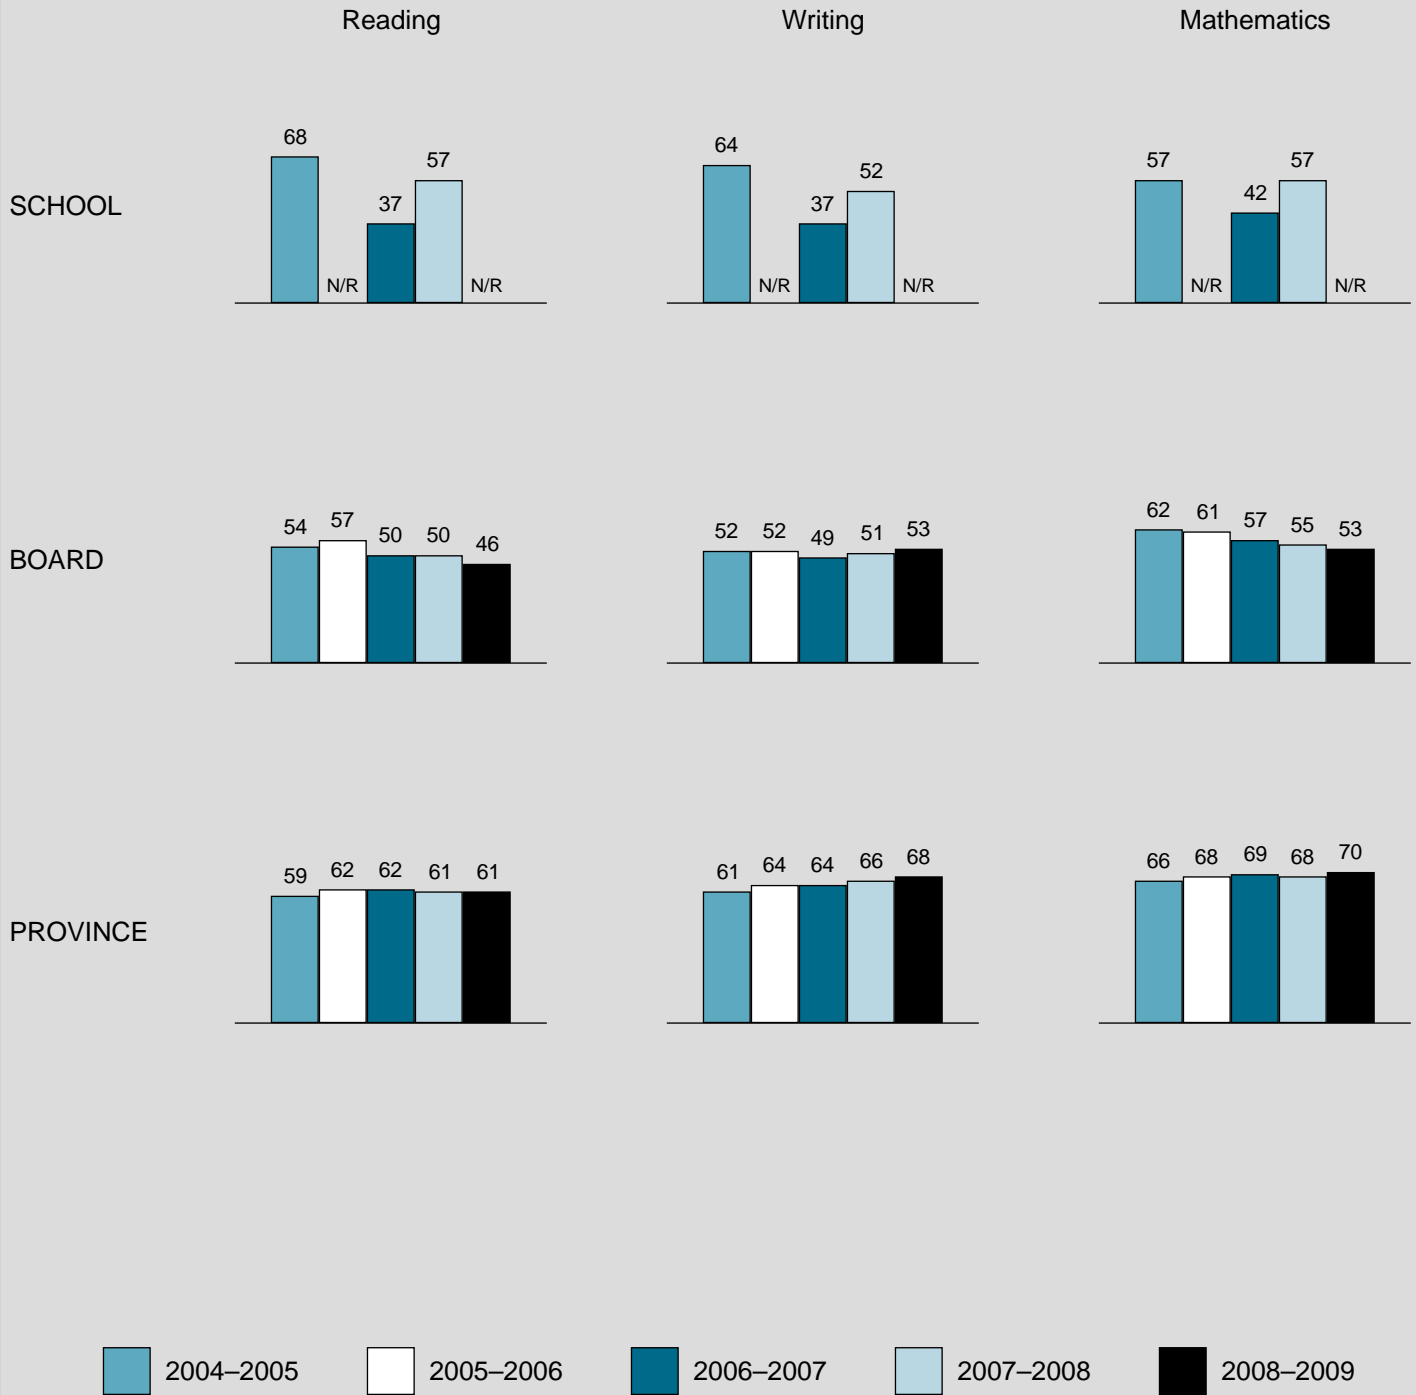 Reading Writing Mathematics
SCHOOL
68 N/R 37 57 N/R
64 N/R 37 52 N/R
57 N/R 42 57 N/R
BOARD
54 57 50 50 46
52 52 49 51 53
62 61 57 55 53
PROVINCE
59 62 62 61 61
61 64 64 66 68
66 68 69 68 70
2004–2005 2005–2006 2006–2007 2007–2008 2008–2009